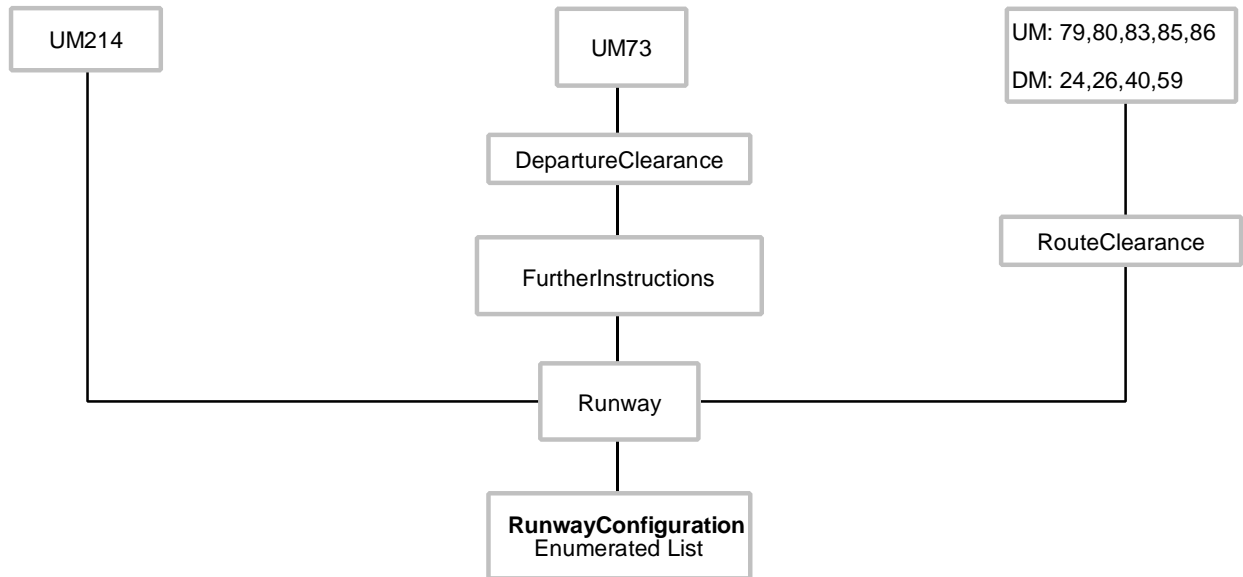 UM214
UM73
UM: 79,80,83,85,86
DM: 24,26,40,59
DepartureClearance
RouteClearance
FurtherInstructions
Runway
RunwayConfiguration
Enumerated List